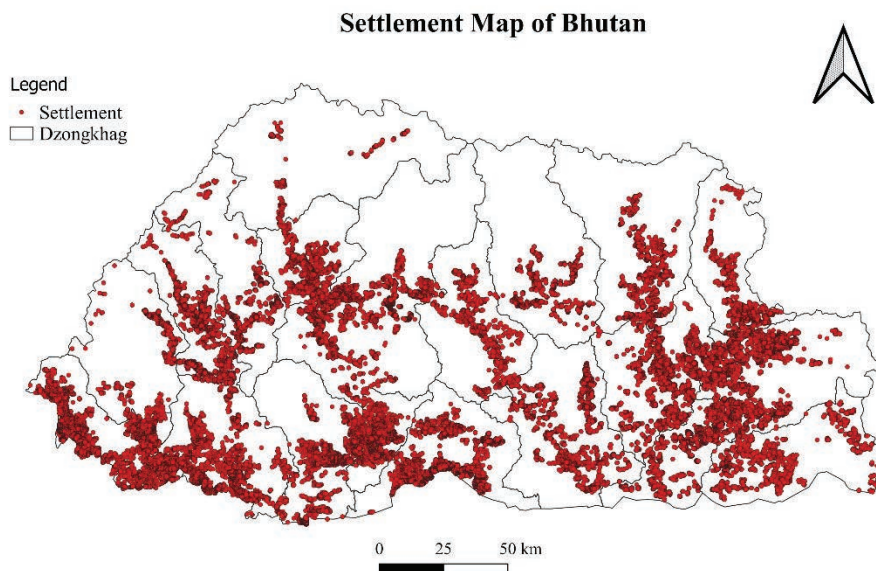 Settlement Map of Bhutan
Legend
Settlement
Dzongkhag
0 25 50 km